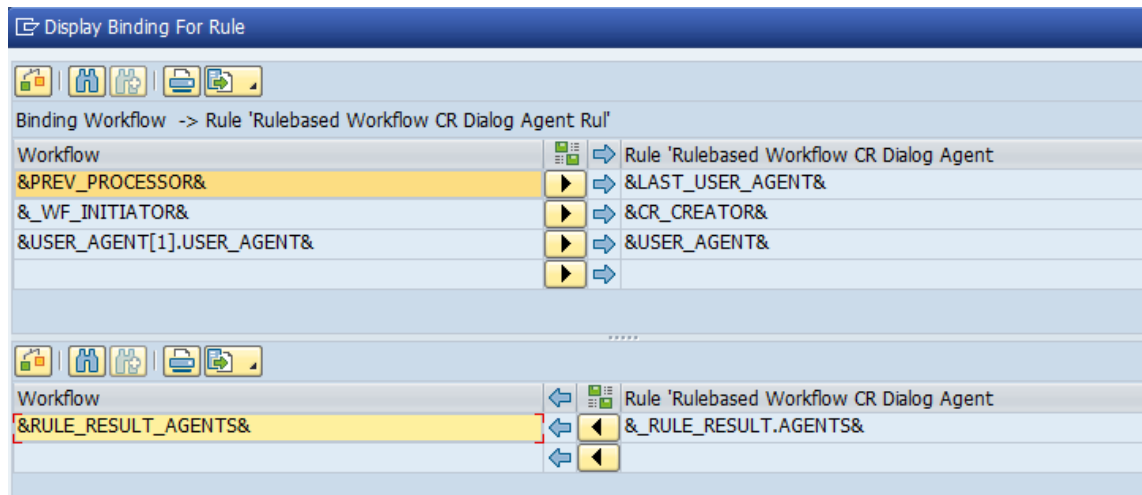 Display Binding For Rule
Binding Workflow -> Rule 'Rulebased Workflow CR Dialog Agent Rul'
Workflow Rule 'Rulebased Workflow CR Dialog Agent
&PREV_PROCESSOR& &LAST_USER_AGENT&
&_WF_INITIATOR& &CR_CREATOR&
&USER_AGENT[1].USER_AGENT& &USER_AGENT&
Workflow Rule 'Rulebased Workflow CR Dialog Agent
&RULE_RESULT_AGENTS& &_RULE_RESULT.AGENTS&